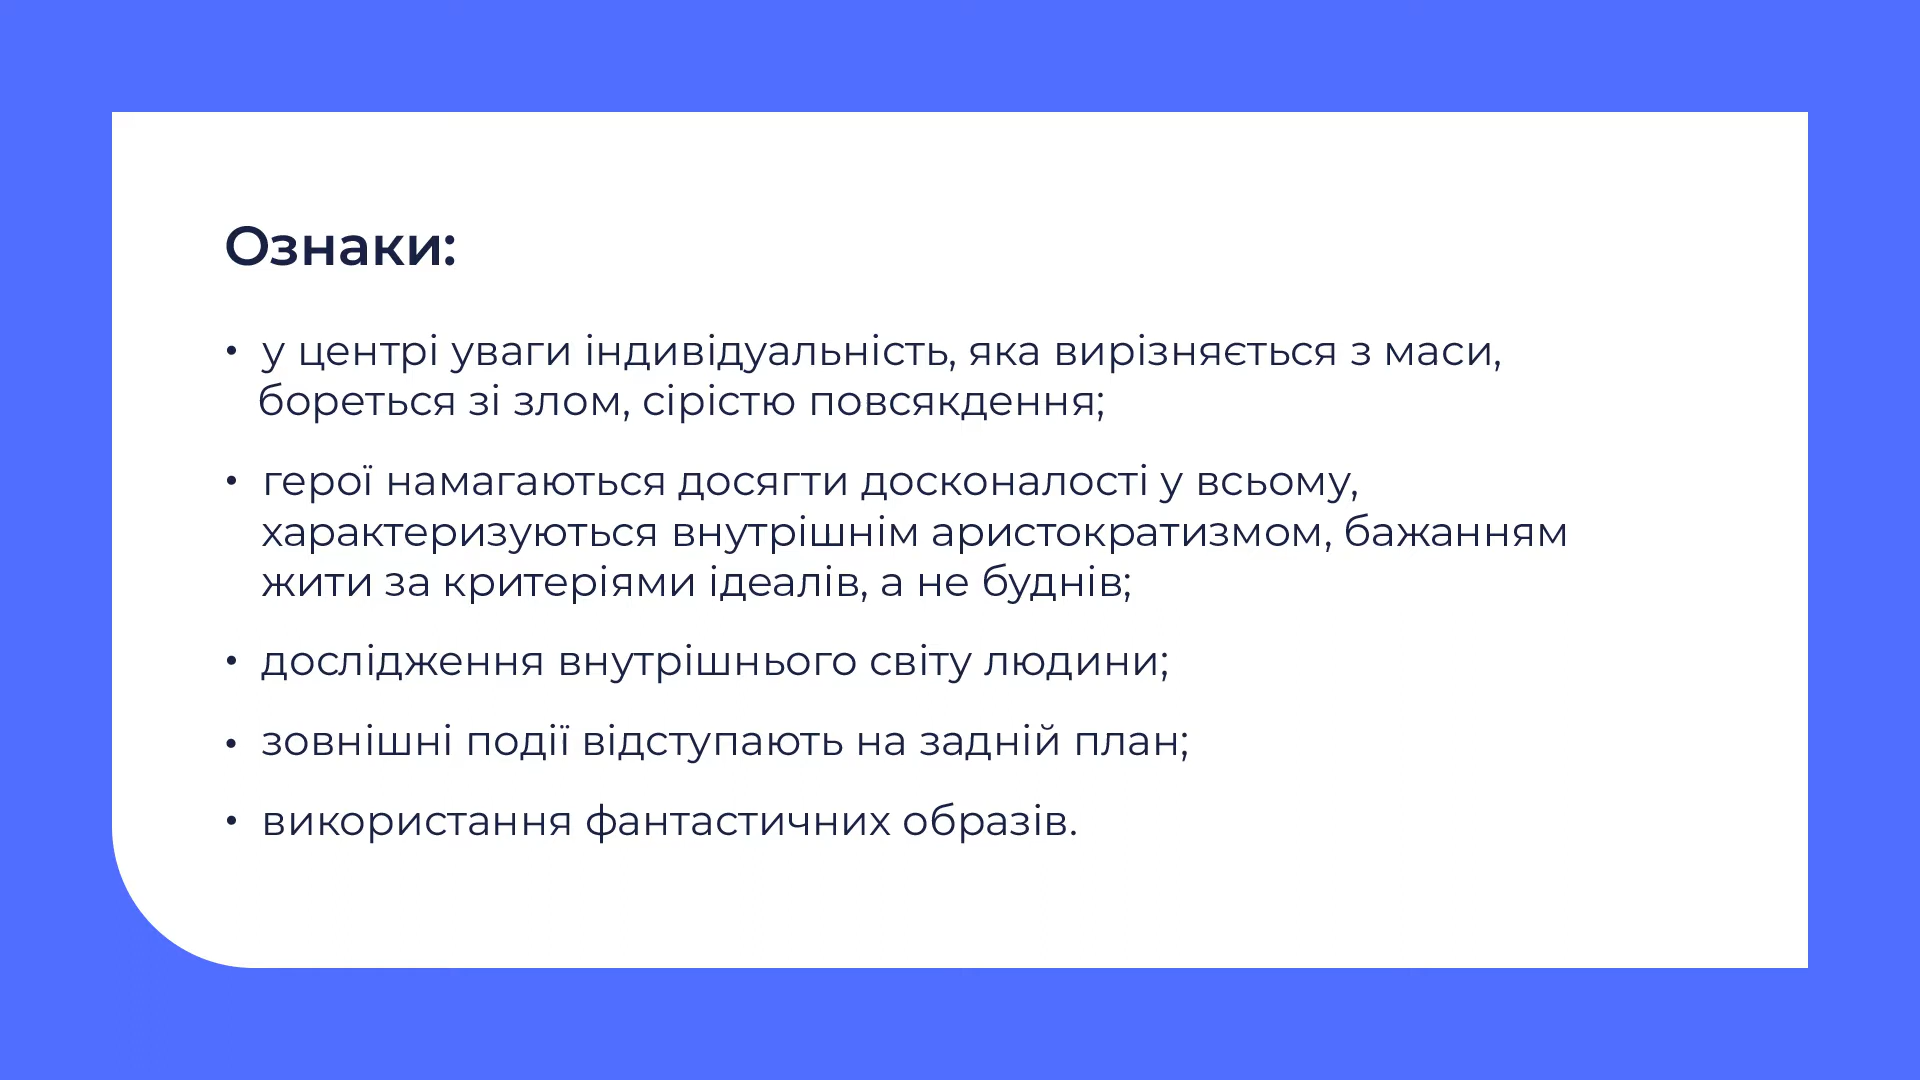 Ознаки:
• у центрі уваги індивідуальність, яка вирізняється з маси,
бореться зі злом, сірістю повсякдення;
• герої намагаються досягти досконалості у всьому,
характеризуються внутрішнім аристократизмом, бажанням
жити за критеріями ідеалів, а не буднів;
• дослідження внутрішнього світу людини;
• зовнішні події відступають на задній план;
• використання фантастичних образів.